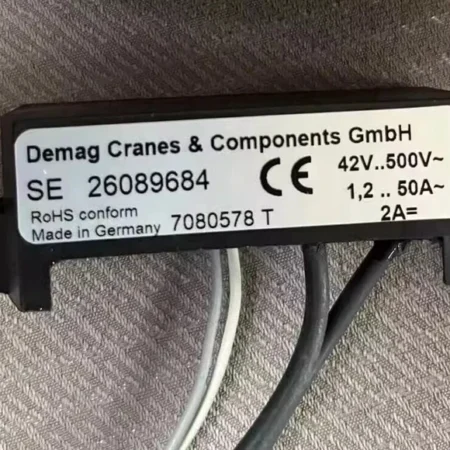 Demag Cranes & Components GmbH
SE 26089684 CE 42V..500V~
RoHS conform 1,2 .. 50A~
Made in Germany 7080578 T 2A=